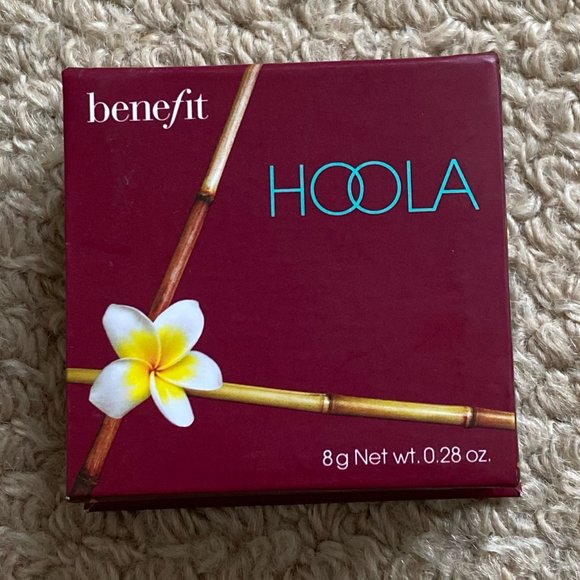 benefit
HOOLA
8g Net wt. 0.28 oz.